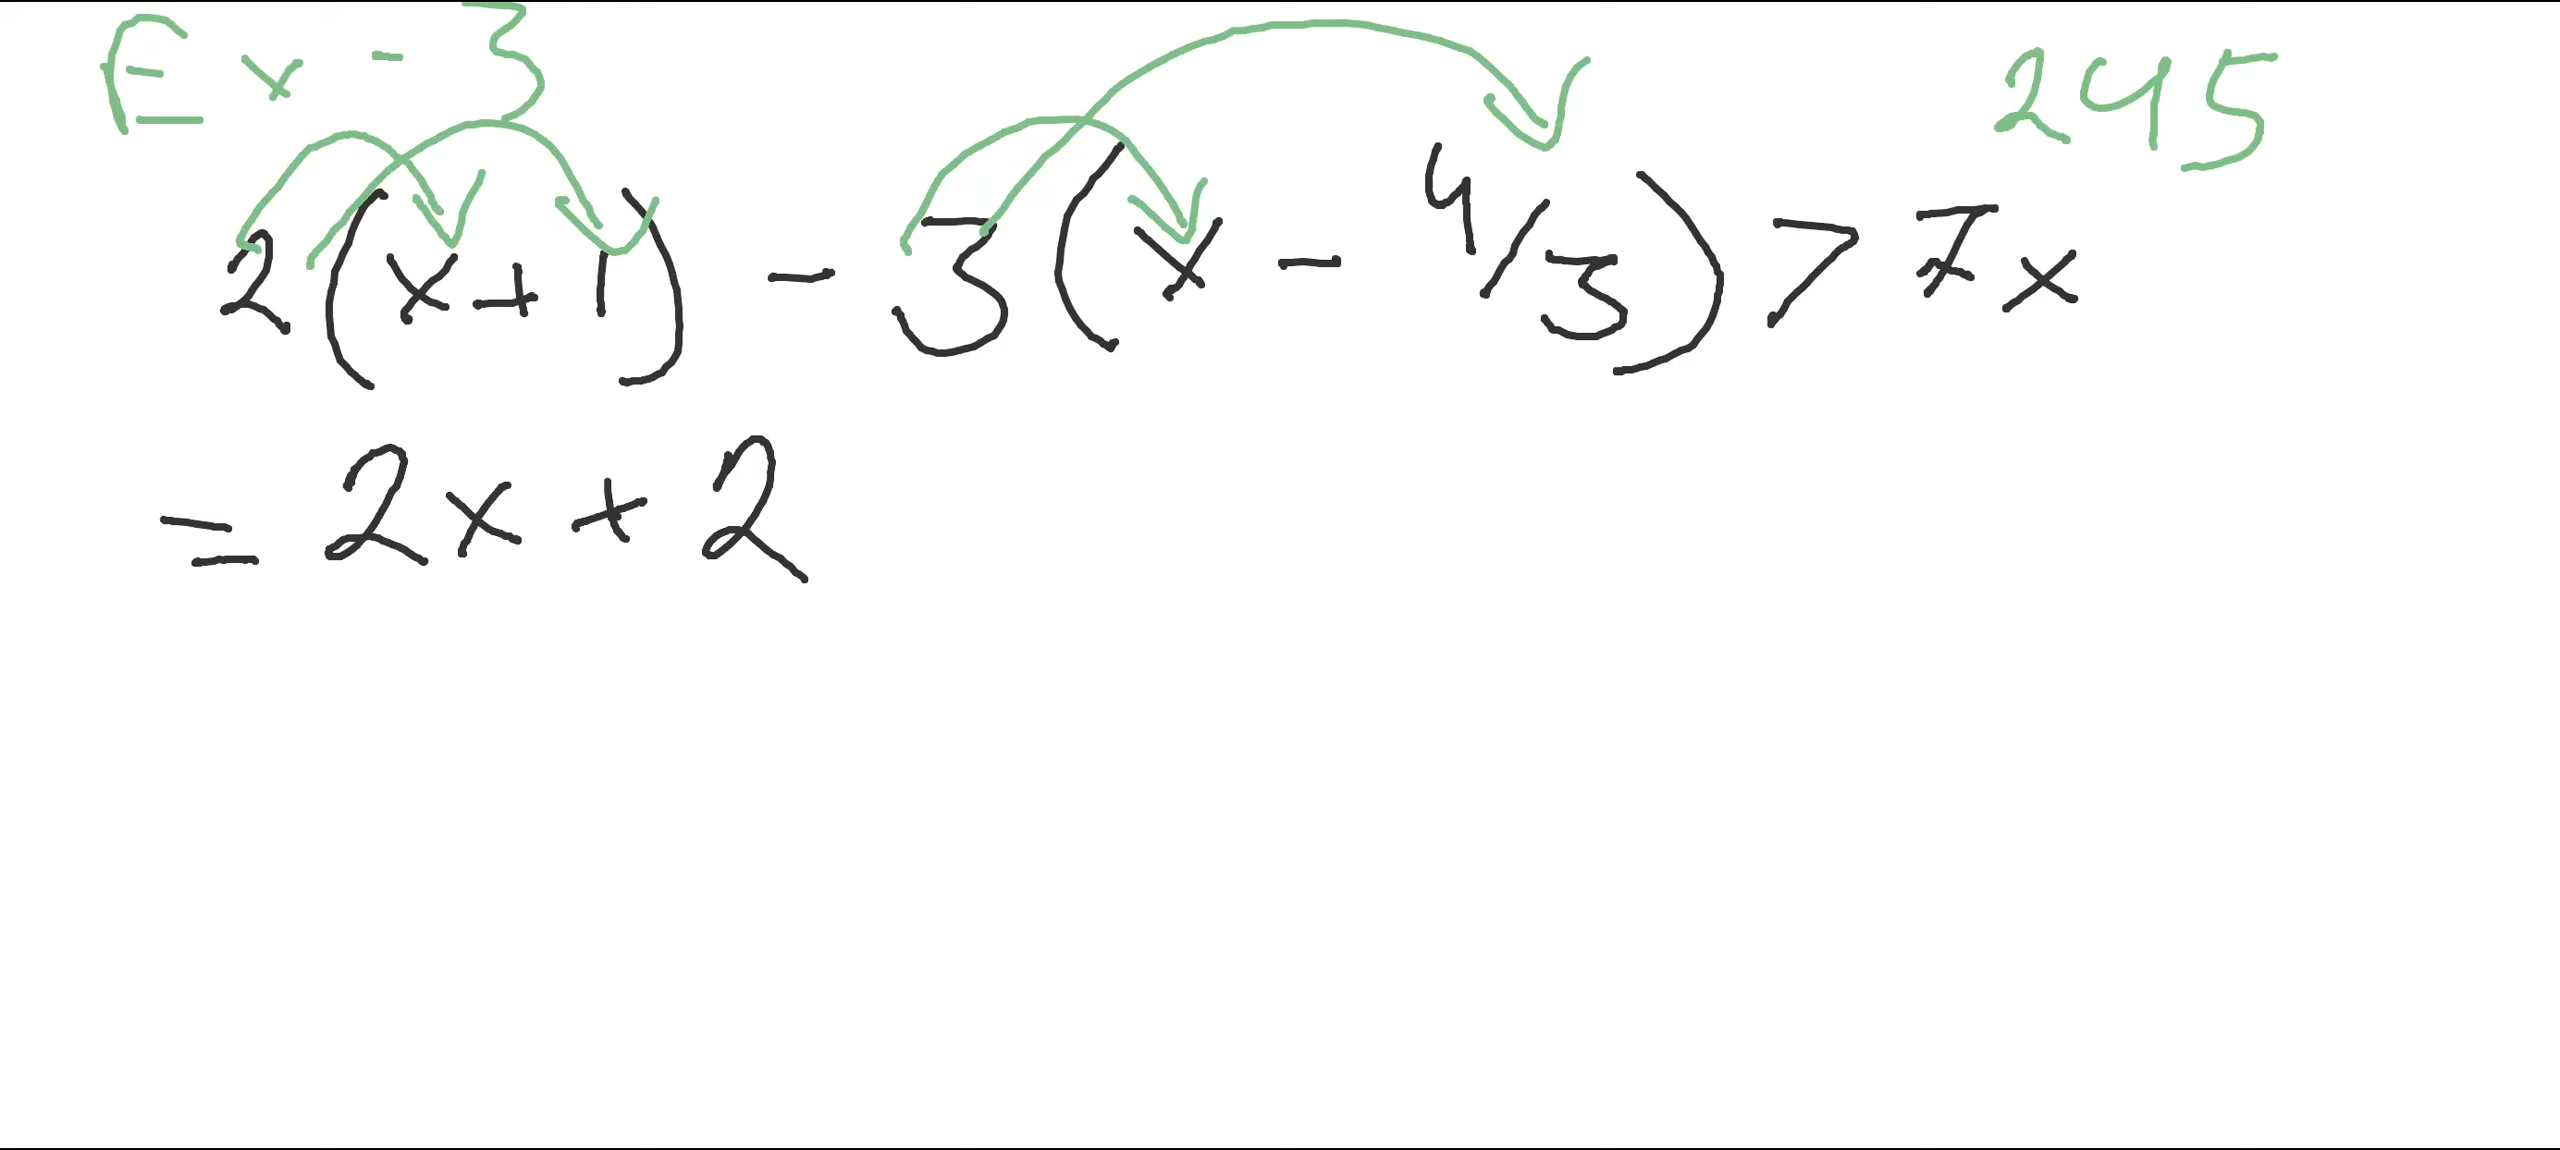 Ex - 3 245
2(x+1) - 3(x - 4/3) > 7x
= 2x + 2